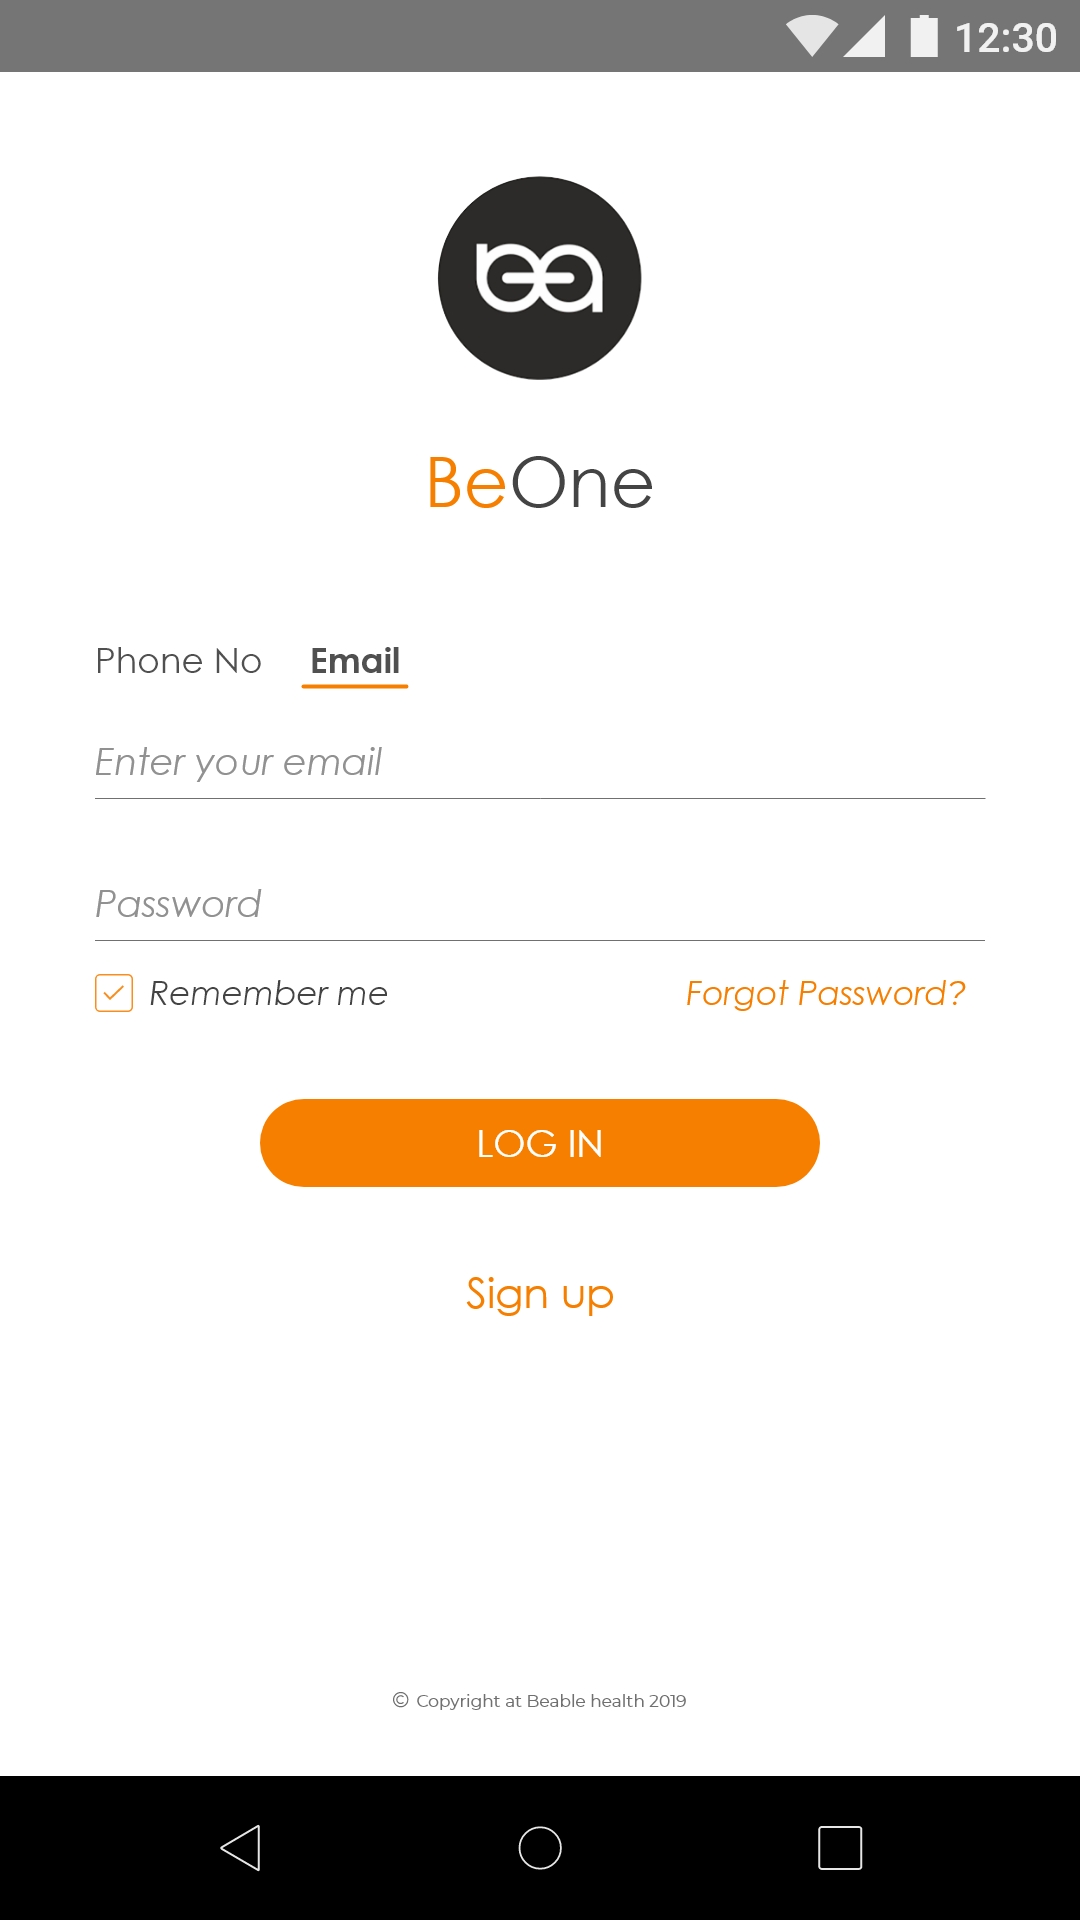 12:30
bea
BeOne
Phone No Email
Enter your email
Password
Remember me Forgot Password?
LOG IN
Sign up
© Copyright at Beable health 2019